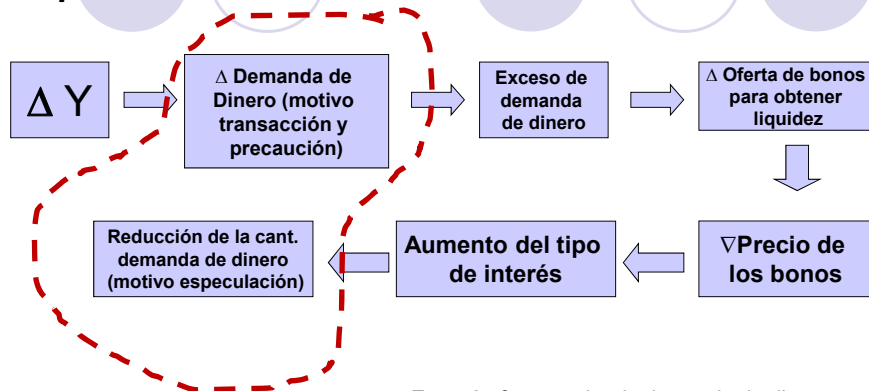 Δ Y
Δ Demanda de
Dinero (motivo
transacción y
precaución)
Exceso de
demanda
de dinero
Δ Oferta de bonos
para obtener
liquidez
∇Precio de
los bonos
Aumento del tipo
de interés
Reducción de la cant.
demanda de dinero
(motivo especulación)